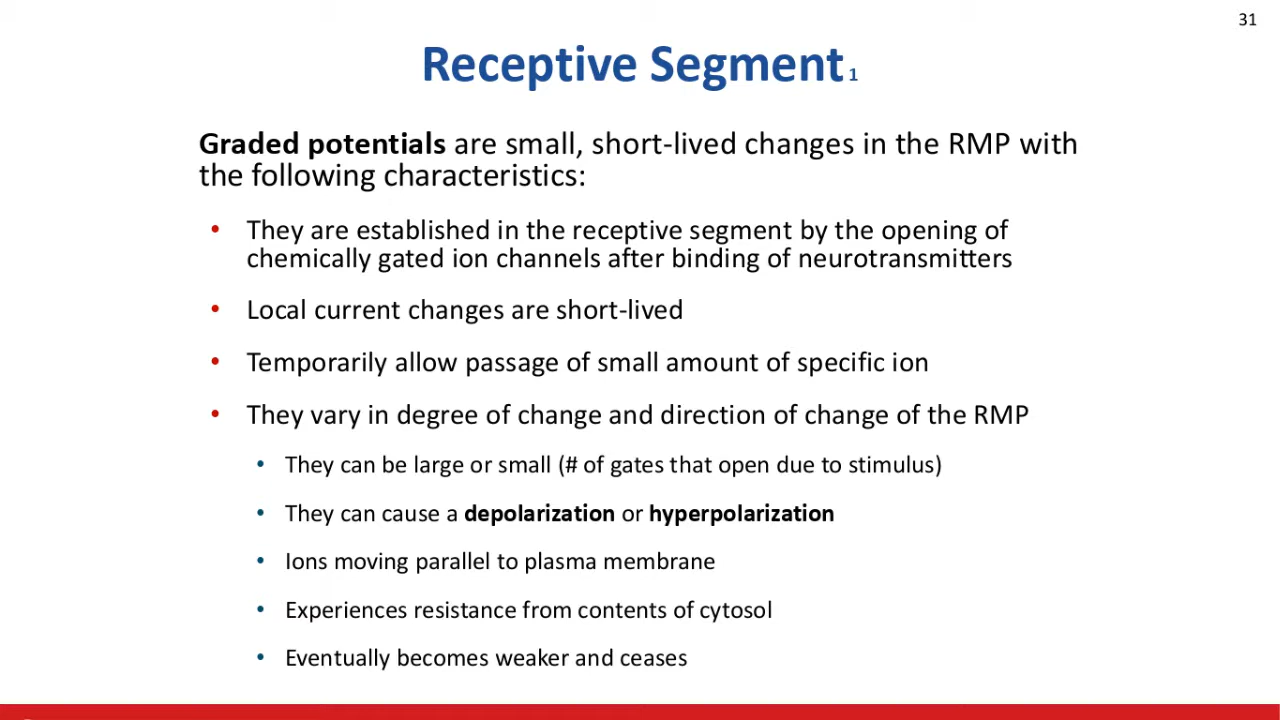 31
Receptive Segment 1
Graded potentials are small, short-lived changes in the RMP with
the following characteristics:
• They are established in the receptive segment by the opening of
chemically gated ion channels after binding of neurotransmitters
• Local current changes are short-lived
• Temporarily allow passage of small amount of specific ion
• They vary in degree of change and direction of change of the RMP
• They can be large or small (# of gates that open due to stimulus)
• They can cause a depolarization or hyperpolarization
• Ions moving parallel to plasma membrane
• Experiences resistance from contents of cytosol
• Eventually becomes weaker and ceases